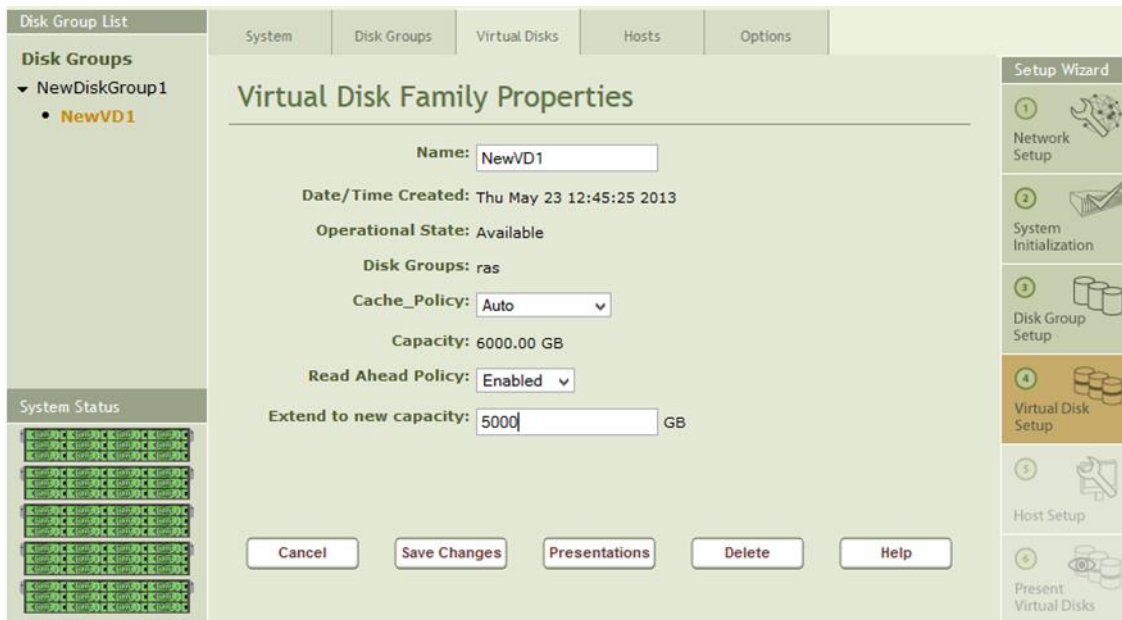 Disk Group List
Disk Groups
NewDiskGroup1
NewVD1
System Status
System
Disk Groups
Virtual Disks
Hosts
Options
Virtual Disk Family Properties
Name: NewVD1
Date/Time Created: Thu May 23 12:45:25 2013
Operational State: Available
Disk Groups: ras
Cache_Policy: Auto
Capacity: 6000.00 GB
Read Ahead Policy: Enabled
Extend to new capacity: 5000 GB
Cancel
Save Changes
Presentations
Delete
Help
Setup Wizard
1
Network
Setup
2
System
Initialization
3
Disk Group
Setup
4
Virtual Disk
Setup
5
Host Setup
6
Present
Virtual Disks